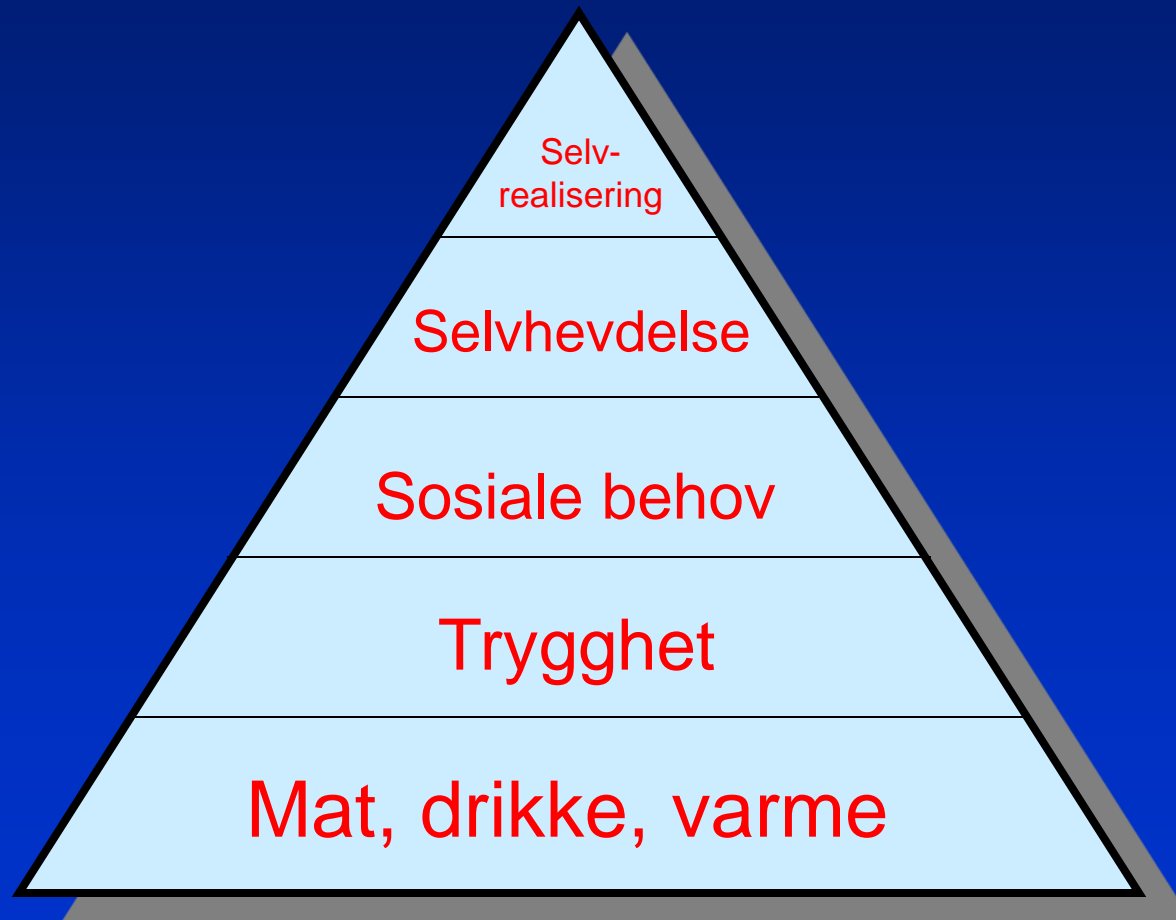 Selv-
realisering
Selvhevdelse
Sosiale behov
Trygghet
Mat, drikke, varme